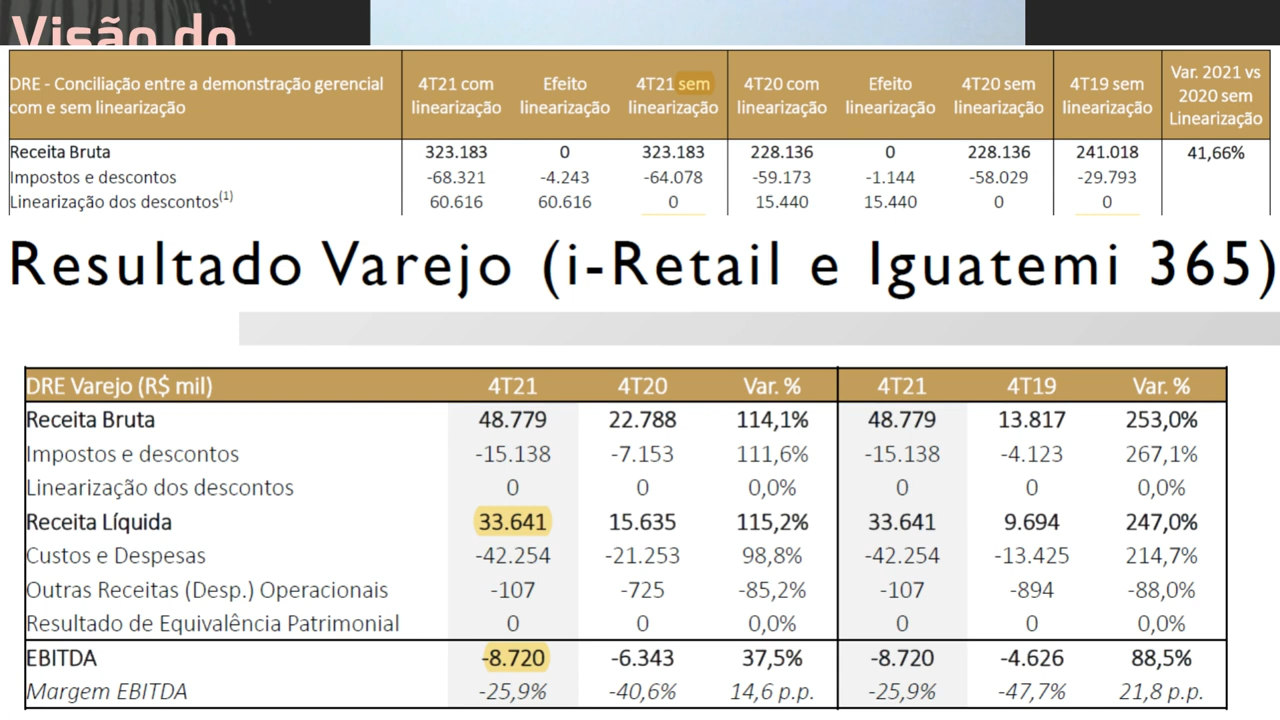 Visão do
DRE - Conciliação entre a demonstração gerencial com e sem linearização 4T21 com linearização Efeito linearização 4T21 sem linearização 4T20 com linearização Efeito linearização 4T20 sem linearização 4T19 sem linearização Var. 2021 vs 2020 sem Linearização
Receita Bruta 323.183 0 323.183 228.136 0 228.136 241.018 41,66%
Impostos e descontos -68.321 -4.243 -64.078 -59.173 -1.144 -58.029 -29.793
Linearização dos descontos(1) 60.616 60.616 0 15.440 15.440 0 0
Resultado Varejo (i-Retail e Iguatemi 365)
DRE Varejo (R$ mil) 4T21 4T20 Var. % 4T21 4T19 Var. %
Receita Bruta 48.779 22.788 114,1% 48.779 13.817 253,0%
Impostos e descontos -15.138 -7.153 111,6% -15.138 -4.123 267,1%
Linearização dos descontos 0 0 0,0% 0 0 0,0%
Receita Líquida 33.641 15.635 115,2% 33.641 9.694 247,0%
Custos e Despesas -42.254 -21.253 98,8% -42.254 -13.425 214,7%
Outras Receitas (Desp.) Operacionais -107 -725 -85,2% -107 -894 -88,0%
Resultado de Equivalência Patrimonial 0 0 0,0% 0 0 0,0%
EBITDA -8.720 -6.343 37,5% -8.720 -4.626 88,5%
Margem EBITDA -25,9% -40,6% 14,6 p.p. -25,9% -47,7% 21,8 p.p.